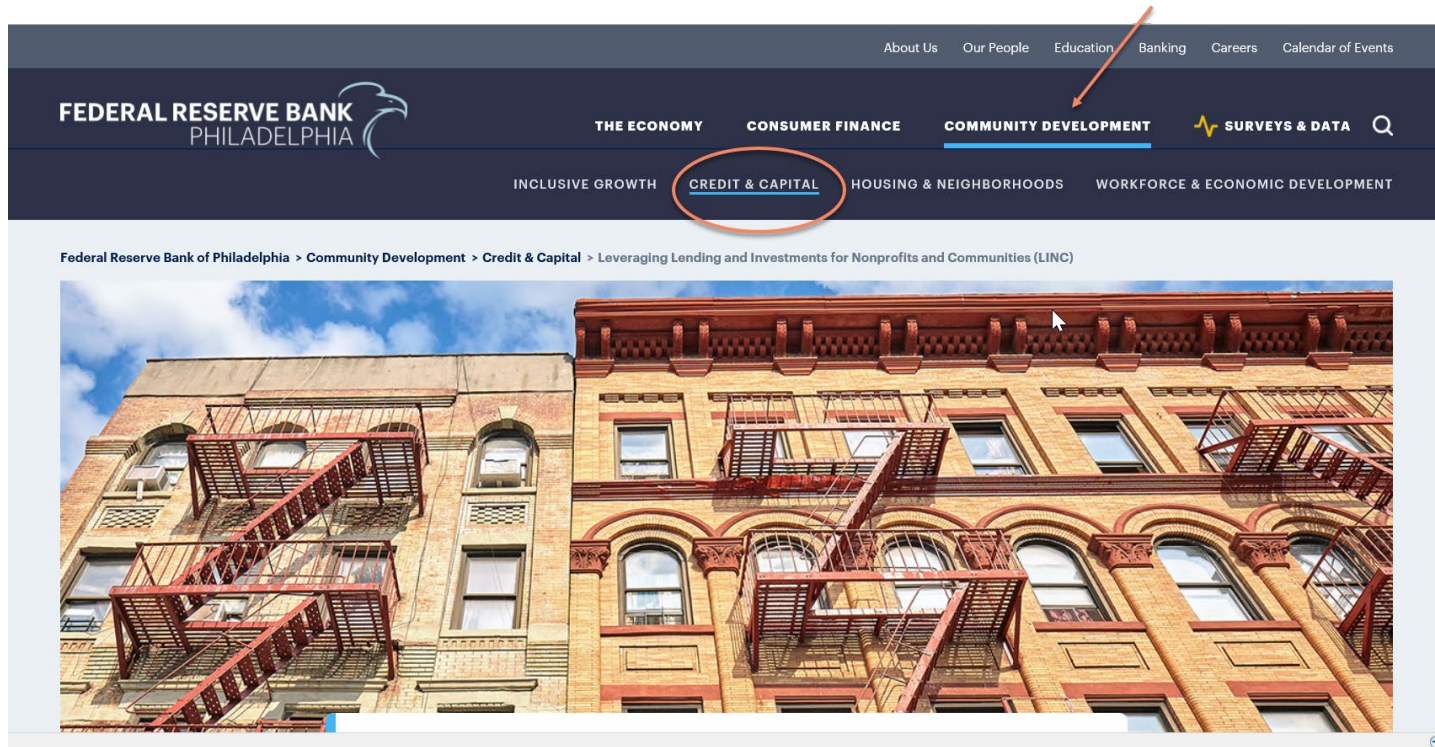 About Us Our People Education Banking Careers Calendar of Events
FEDERAL RESERVE BANK
PHILADELPHIA
THE ECONOMY CONSUMER FINANCE COMMUNITY DEVELOPMENT SURVEYS & DATA
INCLUSIVE GROWTH CREDIT & CAPITAL HOUSING & NEIGHBORHOODS WORKFORCE & ECONOMIC DEVELOPMENT
Federal Reserve Bank of Philadelphia > Community Development > Credit & Capital > Leveraging Lending and Investments for Nonprofits and Communities (LINC)